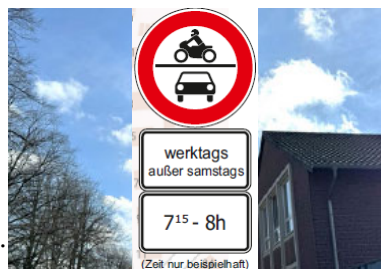 werktags
außer samstags
7¹⁵ - 8h
(Zeit nur beispielhaft)